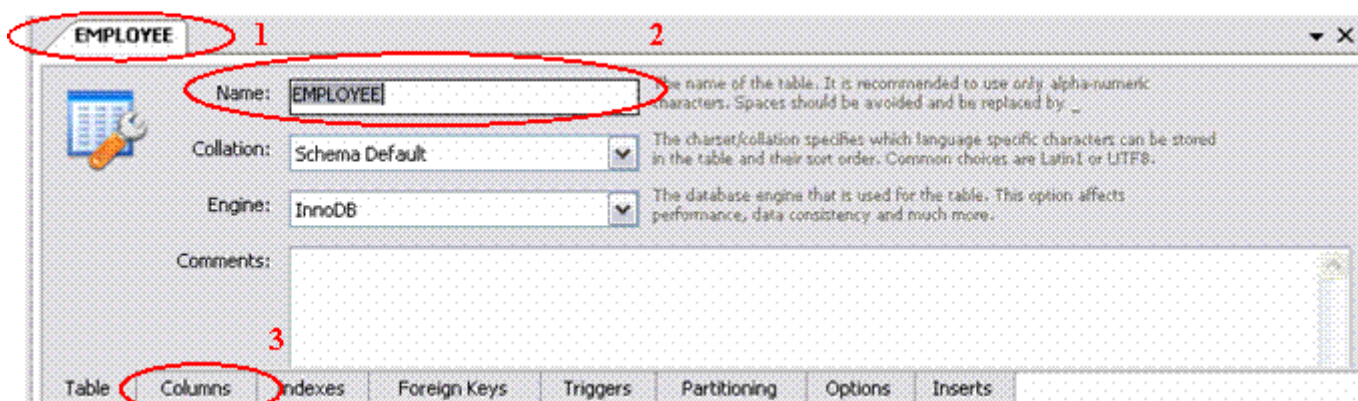 EMPLOYEE 1 2
Name: EMPLOYEE The name of the table. It is recommended to use only alpha-numeric
characters. Spaces should be avoided and be replaced by _
Collation: Schema Default The charset/collation specifies which language specific characters can be stored
in the table and their sort order. Common choices are Latin1 or UTF8.
Engine: InnoDB The database engine that is used for the table. This option affects
performance, data consistency and much more.
Comments:
3
Table Columns Indexes Foreign Keys Triggers Partitioning Options Inserts